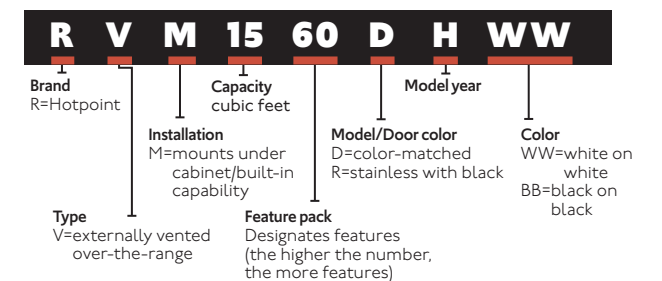 R V M 15 60 D H WW
Brand
R=Hotpoint
Capacity
cubic feet
Model year
Installation
M=mounts under
cabinet/built-in
capability
Model/Door color
D=color-matched
R=stainless with black
Color
WW=white on
white
BB=black on
black
Type
V=externally vented
over-the-range
Feature pack
Designates features
(the higher the number,
the more features)